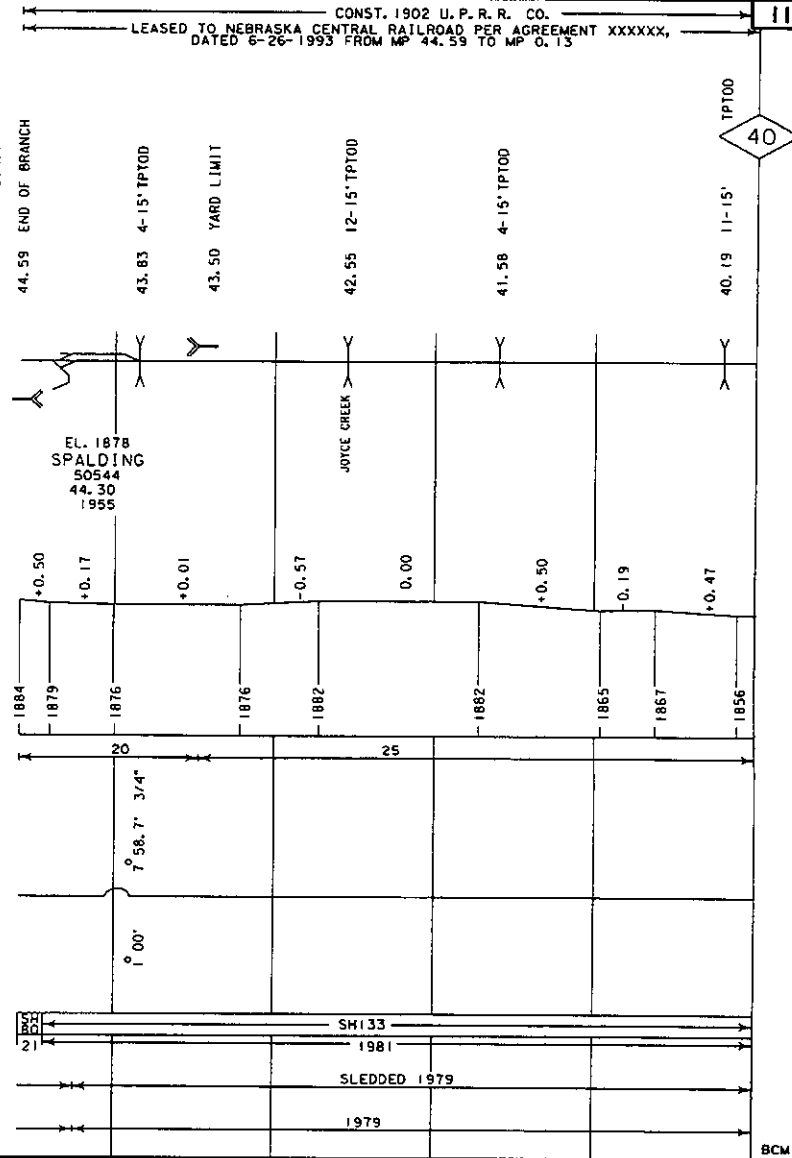 CONST. 1902 U.P.R.R. CO.
11
LEASED TO NEBRASKA CENTRAL RAILROAD PER AGREEMENT XXXXXX,
DATED 6-26-1993 FROM MP 44.59 TO MP 0.13
44.59 END OF BRANCH
43.83 4-15' TPTOD
43.50 YARD LIMIT
42.55 12-15' TPTOD
41.58 4-15' TPTOD
40.19 11-15' TPTOD
40
JOYCE CREEK
EL. 1878
SPALDING
50544
44.30
1955
+0.50
+0.17
+0.01
-0.57
0.00
+0.50
-0.19
+0.47
1884
1879
1876
1876
1882
1882
1865
1867
1856
20
25
7° 58.7' 3/4"
1° 00'
SH133
21
1981
SLEDDED 1979
1979
BCM